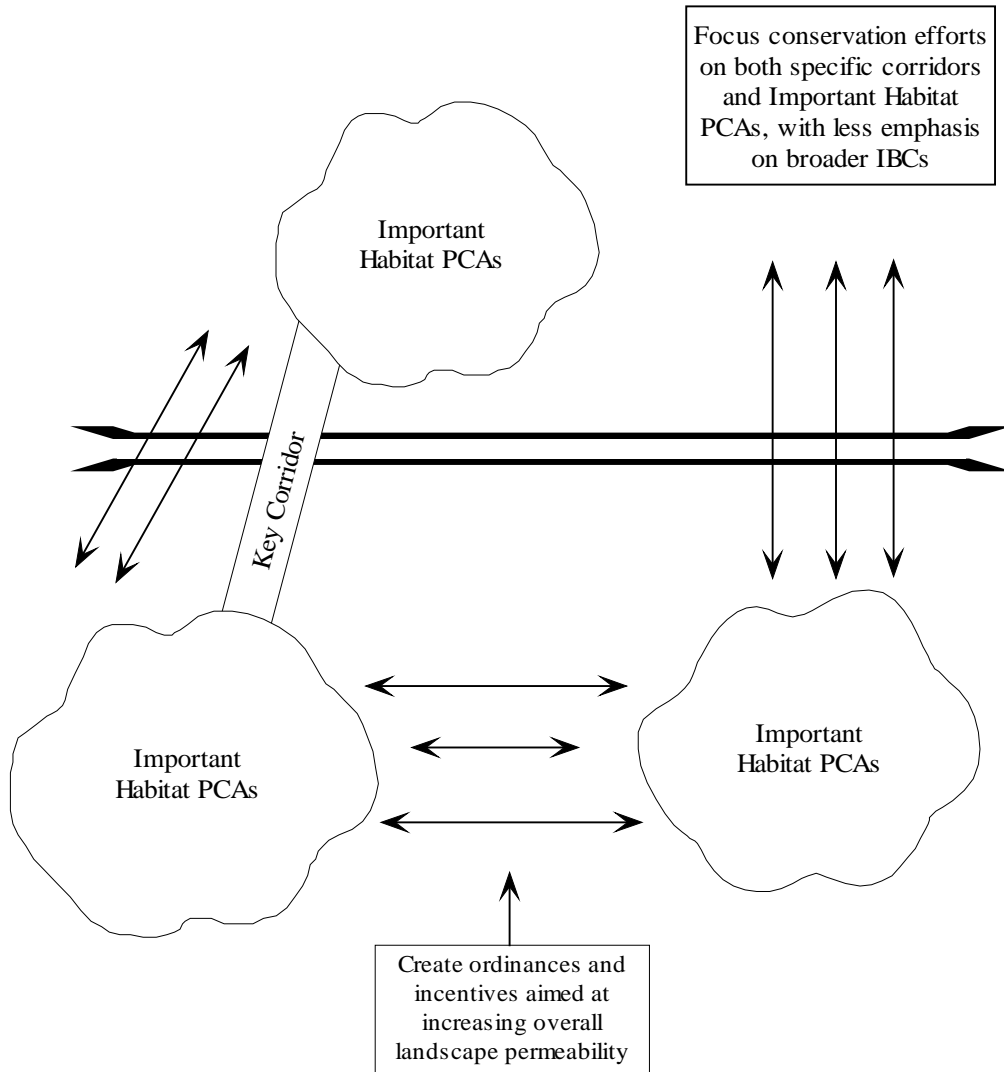 Focus conservation efforts
on both specific corridors
and Important Habitat
PCAs, with less emphasis
on broader IBCs
Important
Habitat PCAs
Key Corridor
Important
Habitat PCAs
Important
Habitat PCAs
Create ordinances and
incentives aimed at
increasing overall
landscape permeability